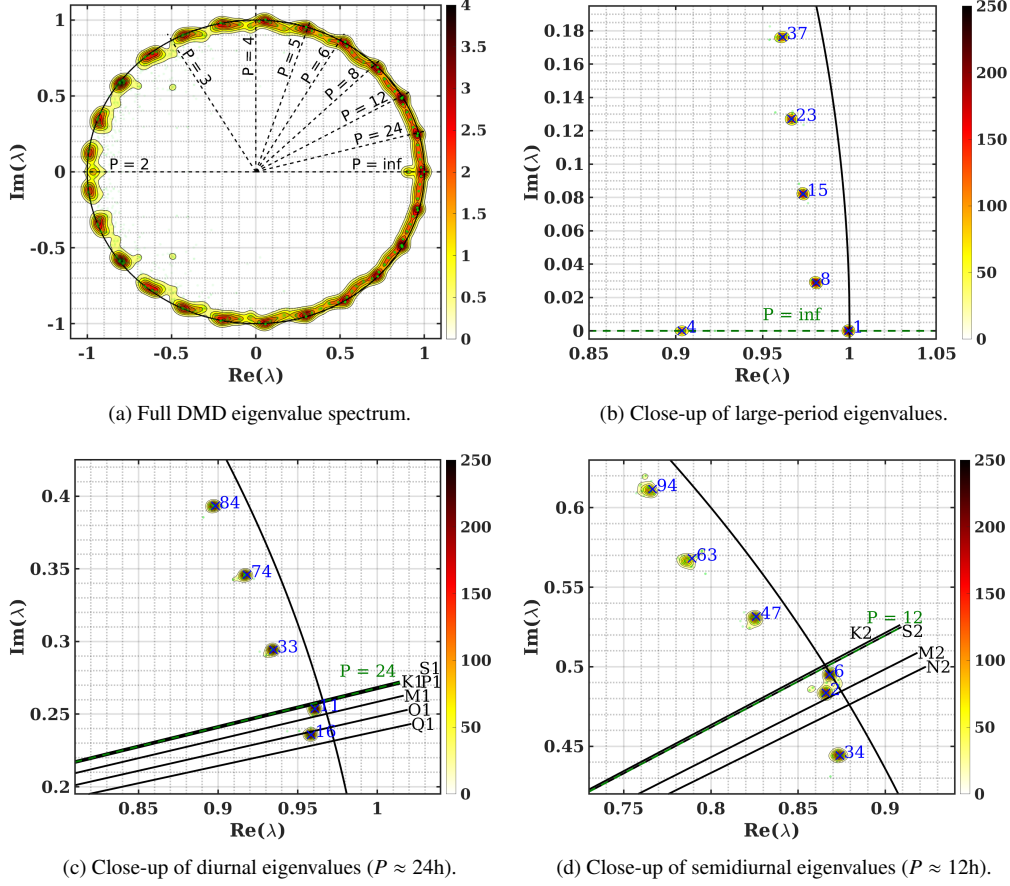 Im(λ)
1
0.5
0
-0.5
-1
-1
-0.5
0
0.5
1
Re(λ)
P = 2
P = 3
P = 4
P = 5
P = 6
P = 8
P = 12
P = 24
P = inf
4
3.5
3
2.5
2
1.5
1
0.5
0
(a) Full DMD eigenvalue spectrum.
Im(λ)
0.18
0.16
0.14
0.12
0.1
0.08
0.06
0.04
0.02
0
0.85
0.9
0.95
1
1.05
Re(λ)
37
23
15
8
P = inf
4
1
250
200
150
100
50
0
(b) Close-up of large-period eigenvalues.
Im(λ)
0.4
0.35
0.3
0.25
0.2
0.85
0.9
0.95
1
Re(λ)
84
74
33
P = 24
S1
K1P1
M1
O1
Q1
11
16
250
200
150
100
50
0
(c) Close-up of diurnal eigenvalues (P ≈ 24h).
Im(λ)
0.6
0.55
0.5
0.45
0.75
0.8
0.85
0.9
Re(λ)
94
63
47
P = 12
K2
S2
M2
N2
6
2
34
250
200
150
100
50
0
(d) Close-up of semidiurnal eigenvalues (P ≈ 12h).